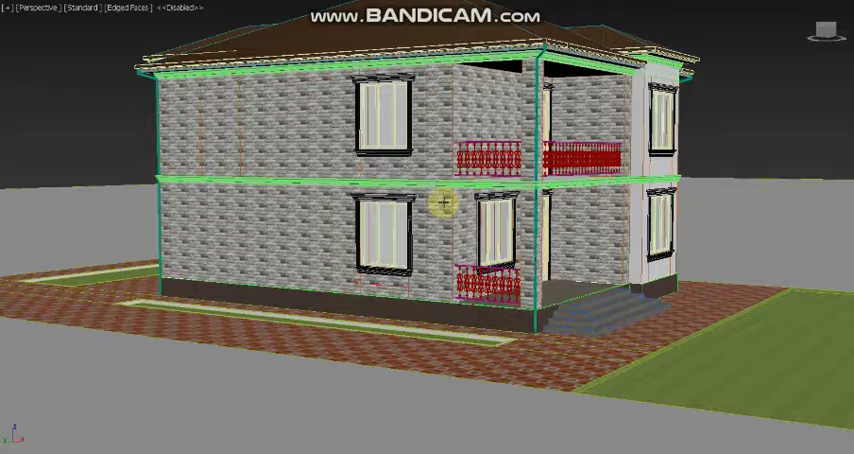 [+] [Perspective] [Standard] [Edged Faces] <<Disabled>>
WWW.BANDICAM.COM
z
y
x